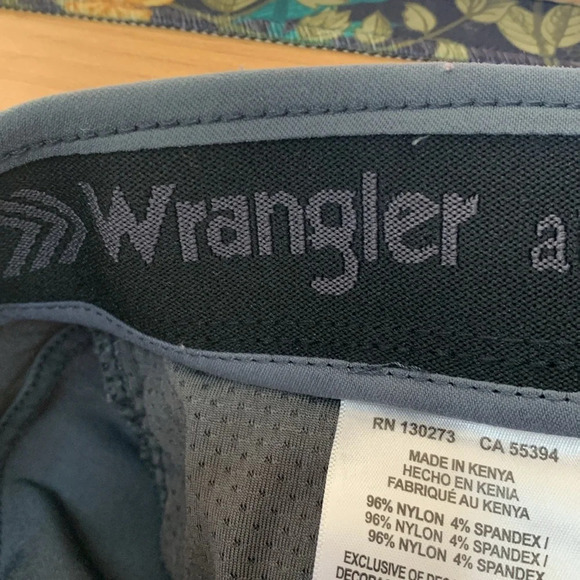 Wrangler a
RN 130273 CA 55394
MADE IN KENYA
HECHO EN KENIA
FABRIQUÉ AU KENYA
96% NYLON 4% SPANDEX /
96% NYLON 4% SPANDEX /
96% NYLON 4% SPANDEX
EXCLUSIVE OF